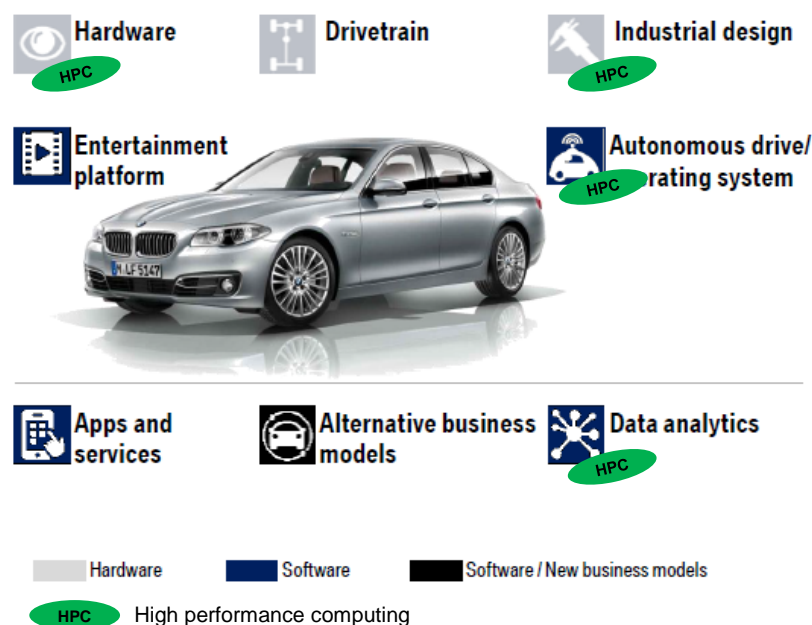 Hardware
HPC
Drivetrain
Industrial design
HPC
Entertainment
platform
Autonomous drive/
HPC
rating system
M LF 5147
Apps and
services
Alternative business
models
Data analytics
HPC
Hardware
Software
Software / New business models
HPC
High performance computing